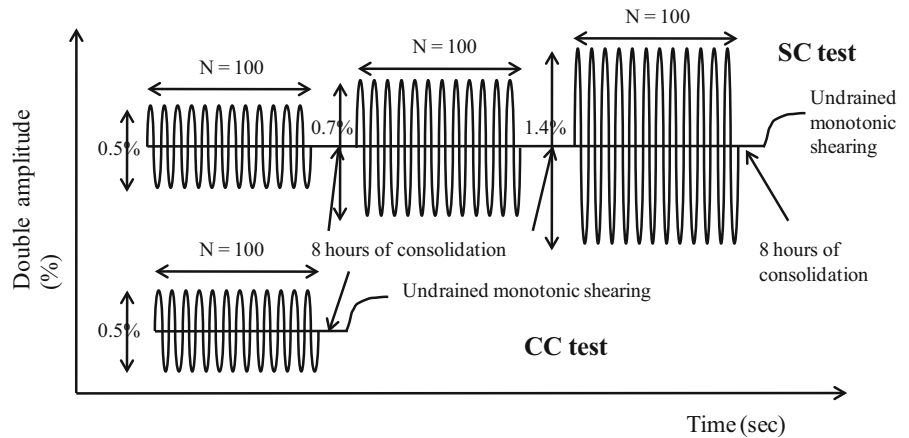 N = 100
N = 100
N = 100
SC test
Undrained
monotonic
shearing
0.5%
0.7%
1.4%
Double amplitude
(%)
N = 100
8 hours of consolidation
8 hours of
consolidation
Undrained monotonic shearing
0.5%
CC test
Time (sec)